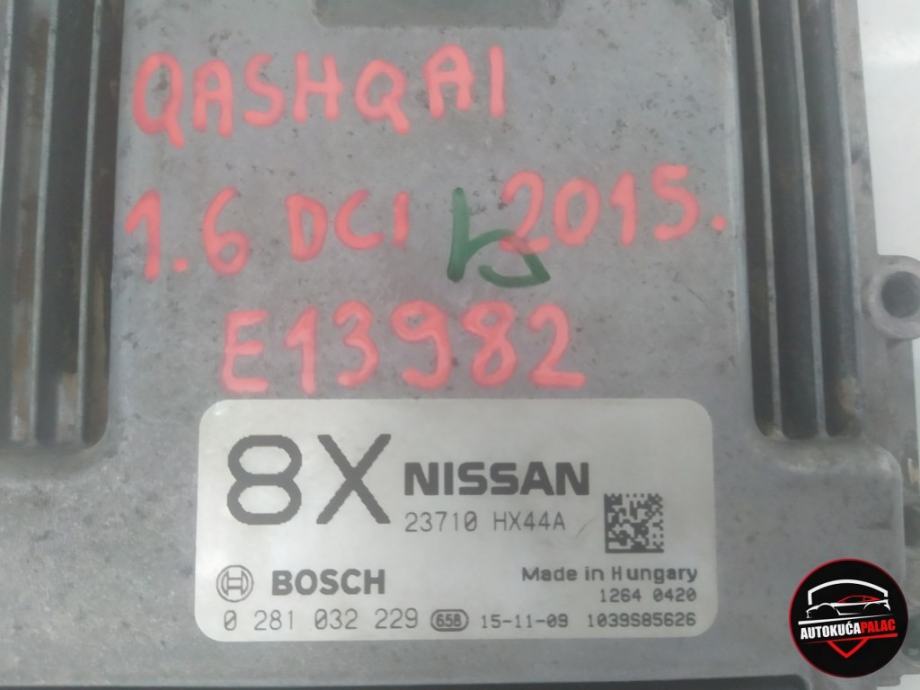 QASHQAI
1.6 DCI 2015.
E13982
8X NISSAN
23710 HX44A
BOSCH
Made in Hungary
1264 0420
0 281 032 229 658 15-11-09 1039S85626
AUTOKUĆAPALAC